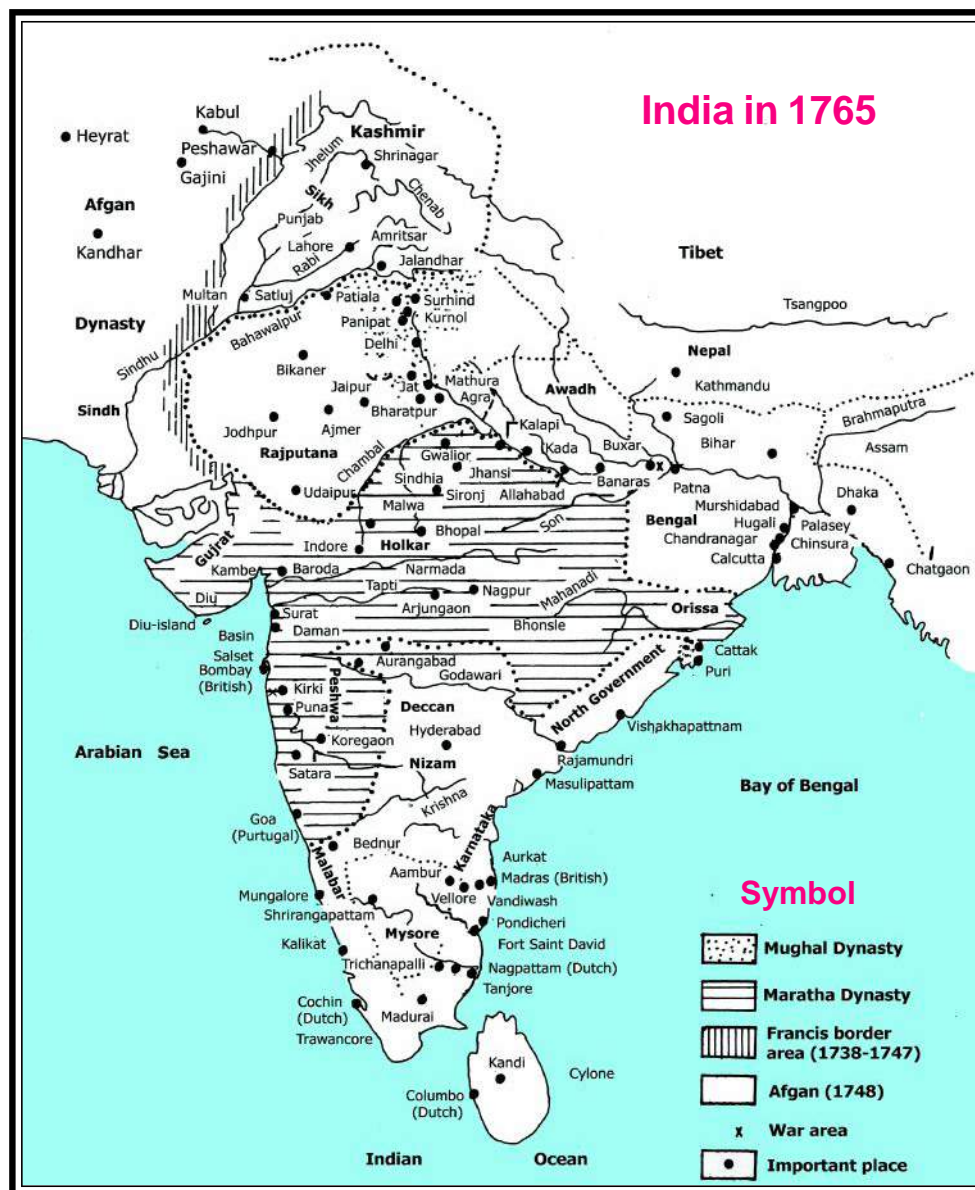 India in 1765
Kabul
Heyrat
Peshawar
Gajini
Kashmir
Jhelum
Shrinagar
Sikh
Chenab
Afgan
Punjab
Kandhar
Lahore
Amritsar
Rabi
Jalandhar
Tibet
Multan
Satluj
Patiala
Surhind
Tsangpoo
Dynasty
Bahawalpur
Panipat
Kurnol
Sindhu
Delhi
Nepal
Bikaner
Kathmandu
Jaipur
Jat
Mathura
Awadh
Agra
Sindh
Bharatpur
Kalapi
Sagoli
Brahmaputra
Jodhpur
Ajmer
Kada
Buxar
Bihar
Assam
Rajputana
Chambal
Gwalior
Jhansi
Banaras
Patna
Sindhia
Udaipur
Sironj
Allahabad
Dhaka
Malwa
Murshidabad
Son
Bengal
Hugali
Palasey
Indore
Holkar
Bhopal
Chandranagar
Chinsura
Gujrat
Calcutta
Kambe
Baroda
Narmada
Chatgaon
Diu
Tapti
Nagpur
Mahanadi
Arjungaon
Orissa
Diu-island
Surat
Bhonsle
Daman
Basin
Cattak
Salset
Aurangabad
Puri
Bombay
(British)
Godawari
Kirki
Peshwa
Deccan
North Government
Puna
Vishakhapattnam
Hyderabad
Arabian Sea
Koregaon
Nizam
Rajamundri
Satara
Masulipattam
Bay of Bengal
Krishna
Goa
(Purtugal)
Bednur
Karnataka
Malabar
Aurkat
Aambur
Madras (British)
Mungalore
Vellore
Vandiwash
Shrirangapattam
Pondicheri
Mysore
Fort Saint David
Kalikat
Trichanapalli
Nagpattam (Dutch)
Tanjore
Cochin
(Dutch)
Madurai
Trawancore
Kandi
Cylone
Columbo
(Dutch)
Indian Ocean
Symbol
Mughal Dynasty
Maratha Dynasty
Francis border
area (1738-1747)
Afgan (1748)
x War area
Important place